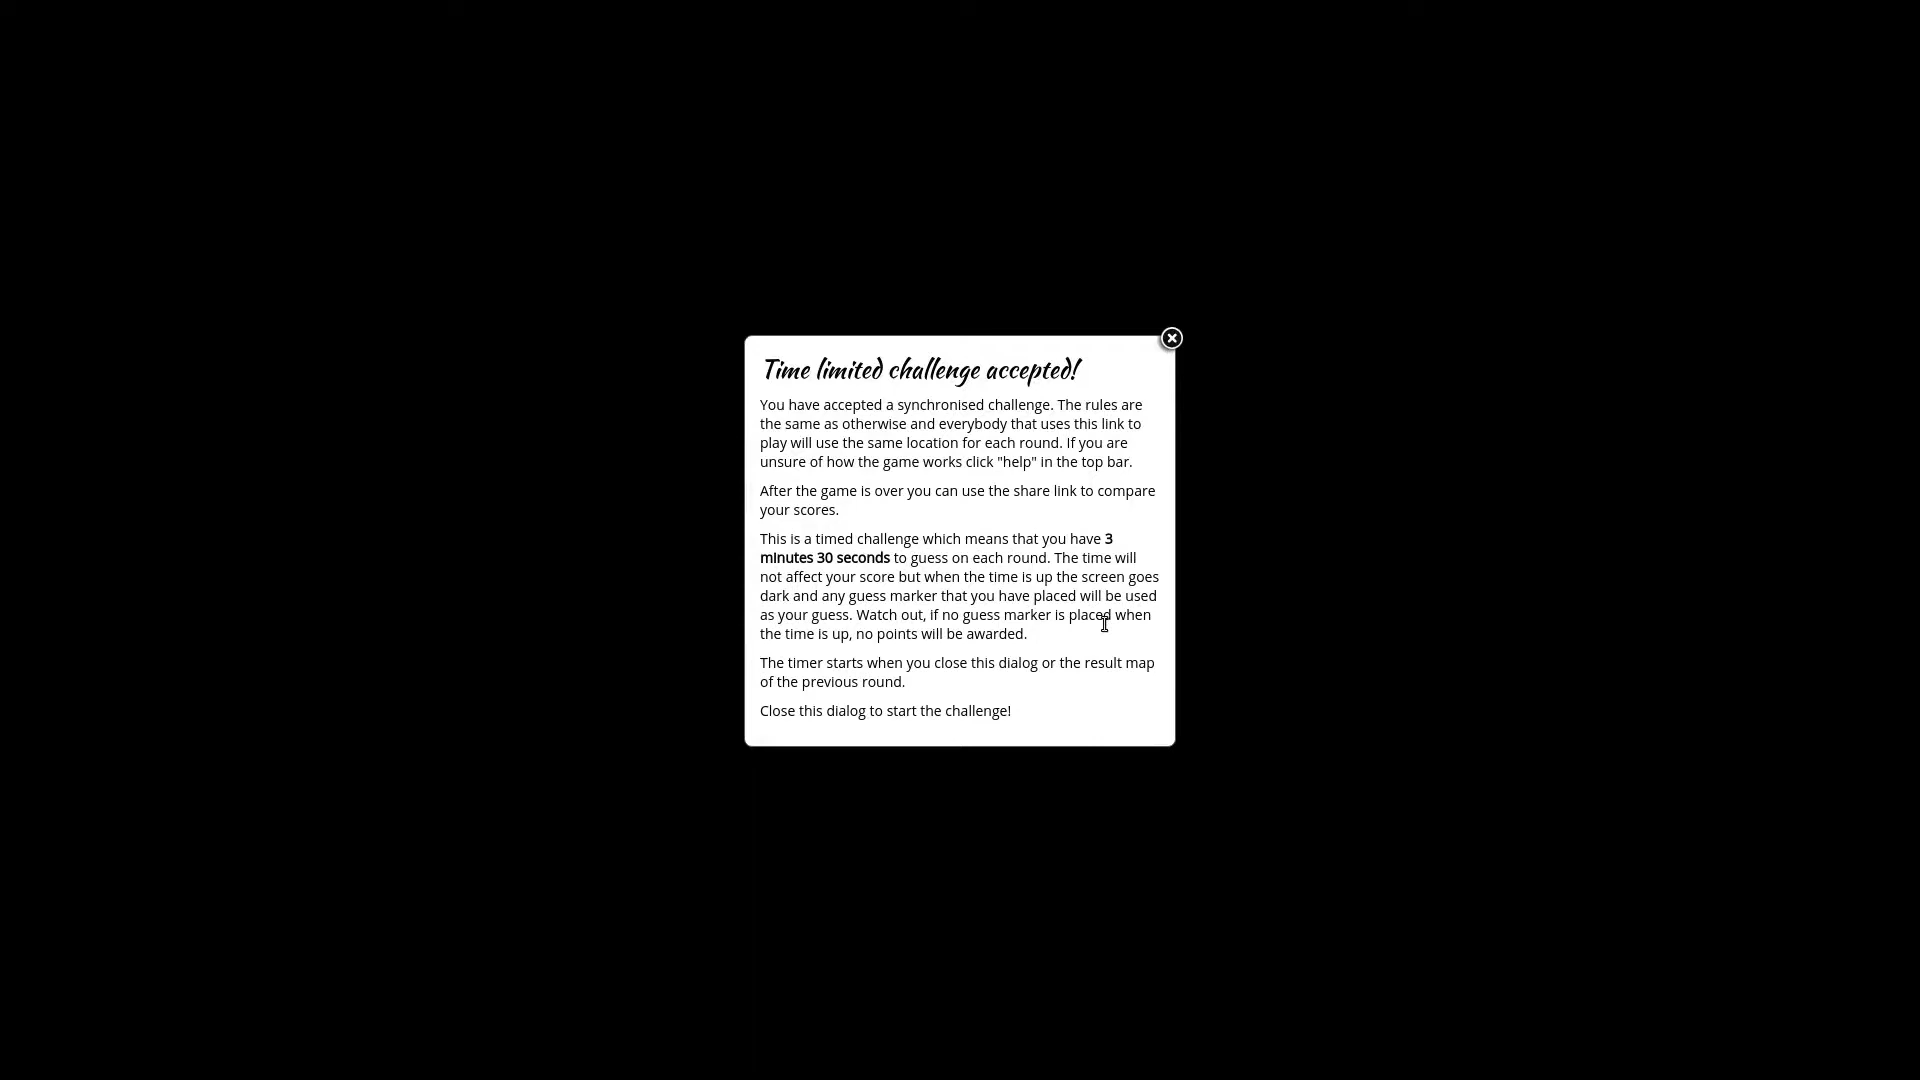 Time limited challenge accepted!
You have accepted a synchronised challenge. The rules are
the same as otherwise and everybody that uses this link to
play will use the same location for each round. If you are
unsure of how the game works click "help" in the top bar.
After the game is over you can use the share link to compare
your scores.
This is a timed challenge which means that you have 3
minutes 30 seconds to guess on each round. The time will
not affect your score but when the time is up the screen goes
dark and any guess marker that you have placed will be used
as your guess. Watch out, if no guess marker is placed when
the time is up, no points will be awarded.
The timer starts when you close this dialog or the result map
of the previous round.
Close this dialog to start the challenge!